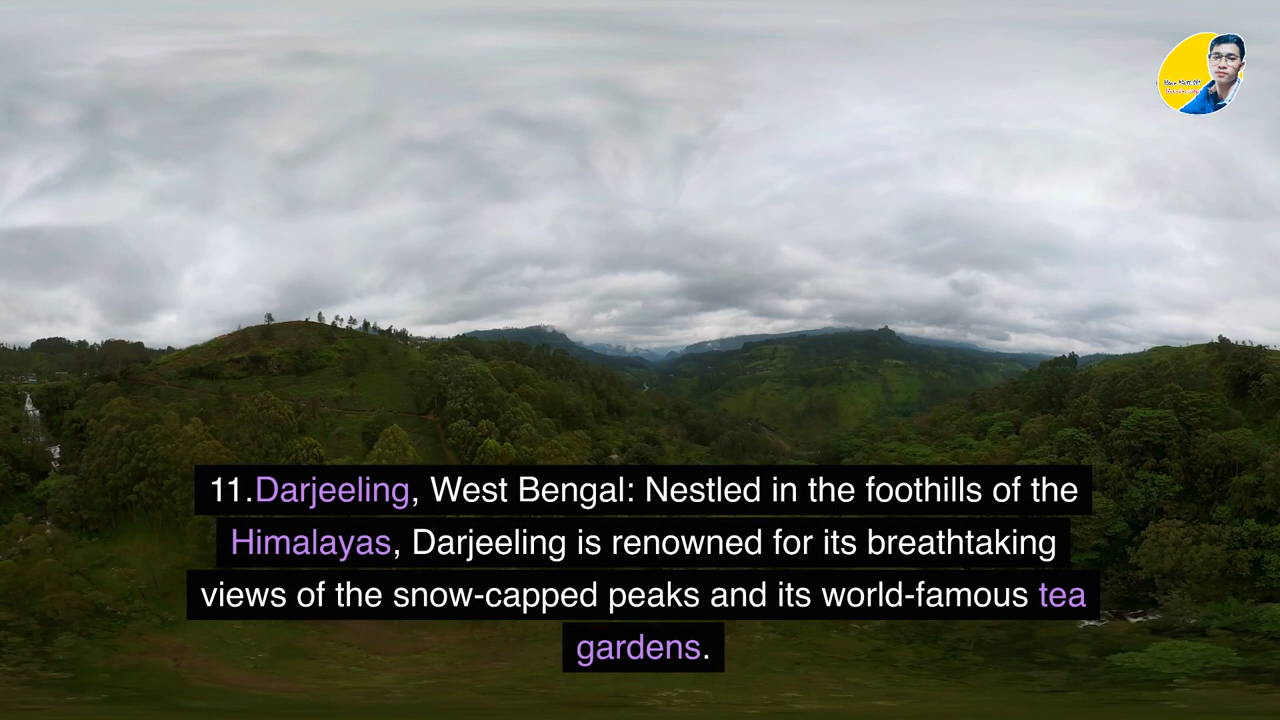 11.Darjeeling, West Bengal: Nestled in the foothills of the
Himalayas, Darjeeling is renowned for its breathtaking
views of the snow-capped peaks and its world-famous tea
gardens.